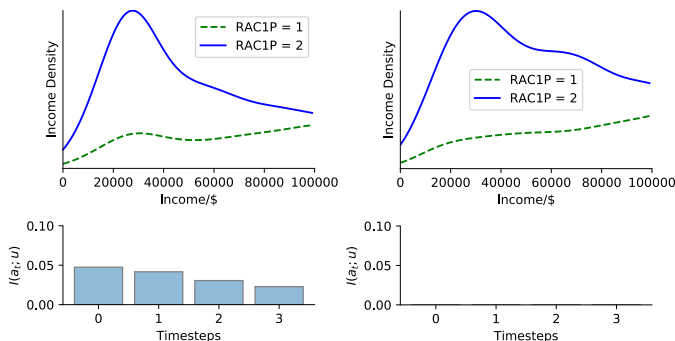 Income Density
RAC1P = 1
RAC1P = 2
0 20000 40000 60000 80000 100000
Income/$
Income Density
RAC1P = 1
RAC1P = 2
0 20000 40000 60000 80000 100000
Income/$
I(aₜ; u)
0.10
0.05
0.00
0 1 2 3
Timesteps
I(aₜ; u)
0.10
0.05
0.00
0 1 2 3
Timesteps